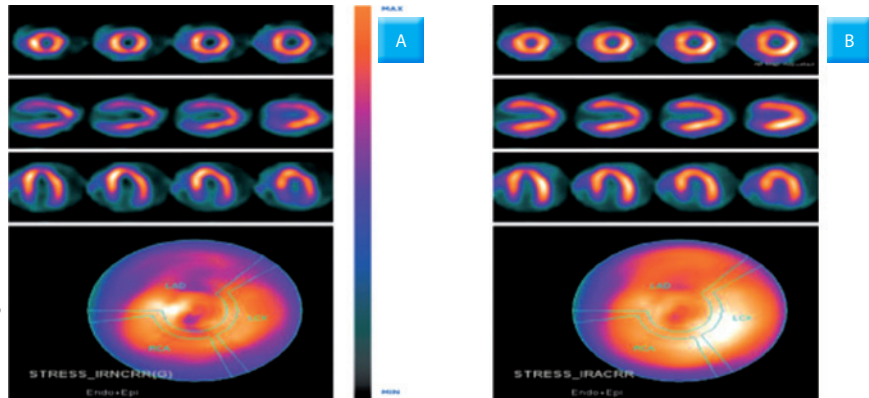 MAX
A
B
LAD
LCX
RCA
STRESS_IRNCRR(G)
Endo+Epi
MIN
LAD
LCX
RCA
STRESS_IRACRR
Endo+Epi